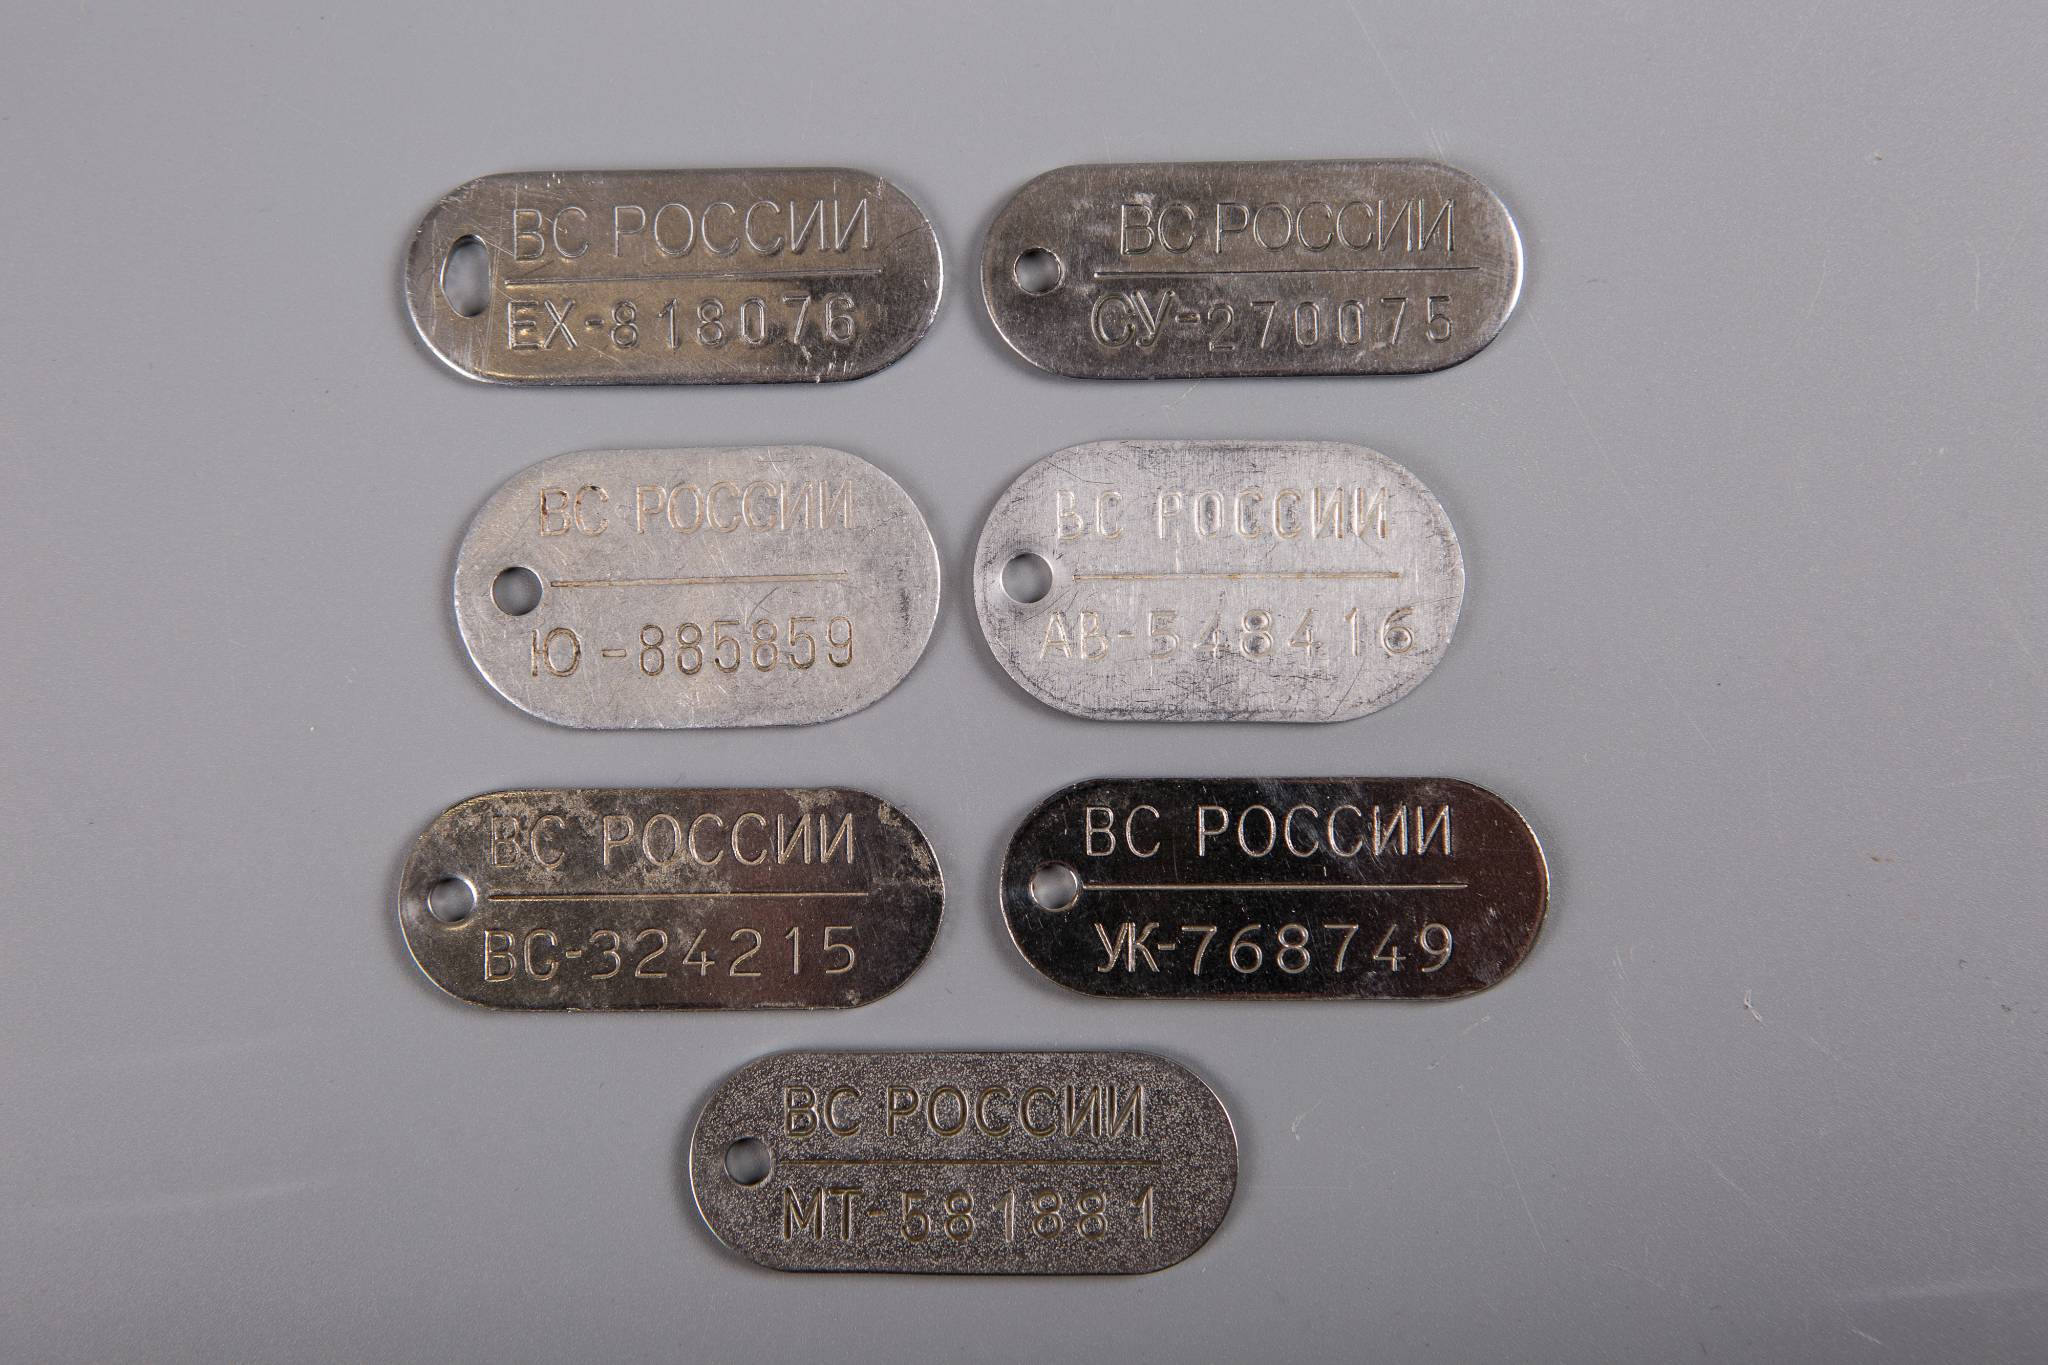 ВС РОССИИ
ЕХ-818076
ВС РОССИИ
СУ-270075
ВС РОССИИ
Ю-885859
ВС РОССИИ
АВ-548416
ВС РОССИИ
ВС-324215
ВС РОССИИ
УК-768749
ВС РОССИИ
МТ-581881